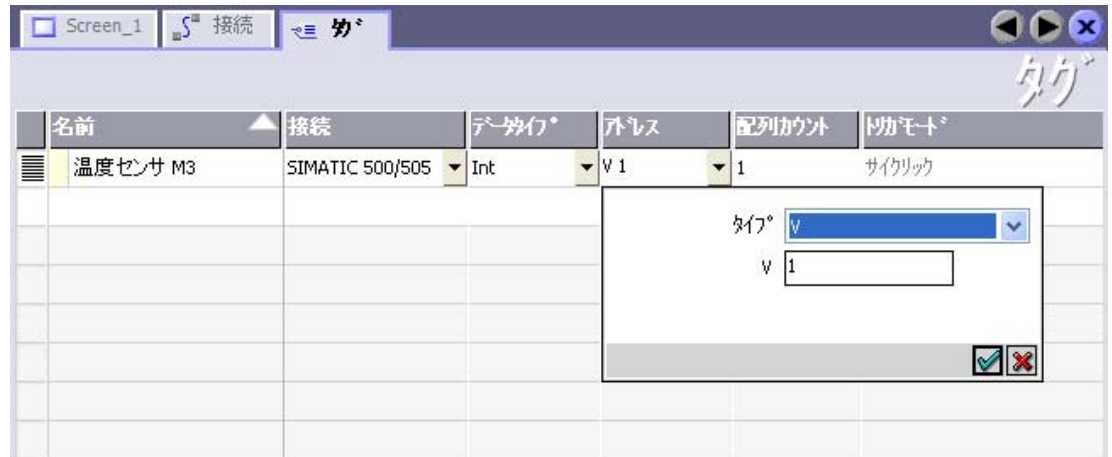 Screen_1 接続 ﾀｸﾞ
タグ
名前 接続 ﾃﾞｰﾀﾀｲﾌﾟ ｱﾄﾞﾚｽ 配列ｶｳﾝﾄ ﾄﾘｶﾞﾓｰﾄﾞ
温度センサ M3 SIMATIC 500/505 Int V 1 1 ｻｲｸﾘｯｸ
ﾀｲﾌﾟ V
V 1